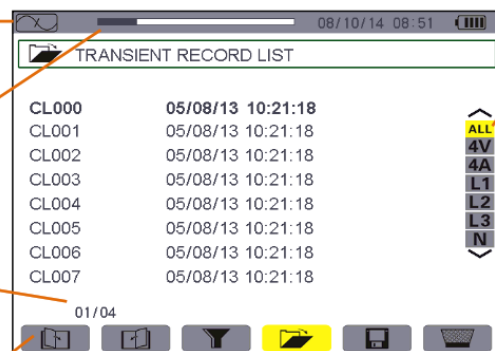 08/10/14 08:51
TRANSIENT RECORD LIST
CL000 05/08/13 10:21:18
CL001 05/08/13 10:21:18
CL002 05/08/13 10:21:18
CL003 05/08/13 10:21:18
CL004 05/08/13 10:21:18
CL005 05/08/13 10:21:18
CL006 05/08/13 10:21:18
CL007 05/08/13 10:21:18
ALL
4V
4A
L1
L2
L3
N
01/04